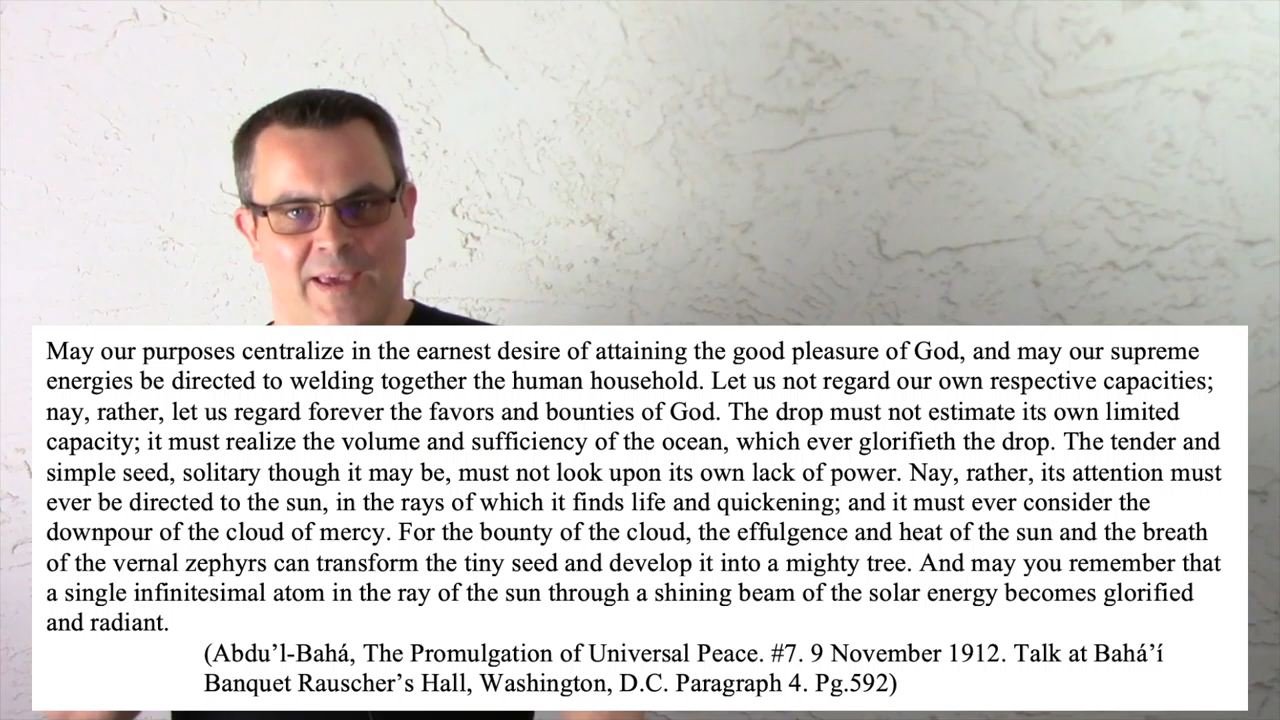 May our purposes centralize in the earnest desire of attaining the good pleasure of God, and may our supreme
energies be directed to welding together the human household. Let us not regard our own respective capacities;
nay, rather, let us regard forever the favors and bounties of God. The drop must not estimate its own limited
capacity; it must realize the volume and sufficiency of the ocean, which ever glorifieth the drop. The tender and
simple seed, solitary though it may be, must not look upon its own lack of power. Nay, rather, its attention must
ever be directed to the sun, in the rays of which it finds life and quickening; and it must ever consider the
downpour of the cloud of mercy. For the bounty of the cloud, the effulgence and heat of the sun and the breath
of the vernal zephyrs can transform the tiny seed and develop it into a mighty tree. And may you remember that
a single infinitesimal atom in the ray of the sun through a shining beam of the solar energy becomes glorified
and radiant.
(Abdu’l-Bahá, The Promulgation of Universal Peace. #7. 9 November 1912. Talk at Bahá’í
Banquet Rauscher’s Hall, Washington, D.C. Paragraph 4. Pg.592)